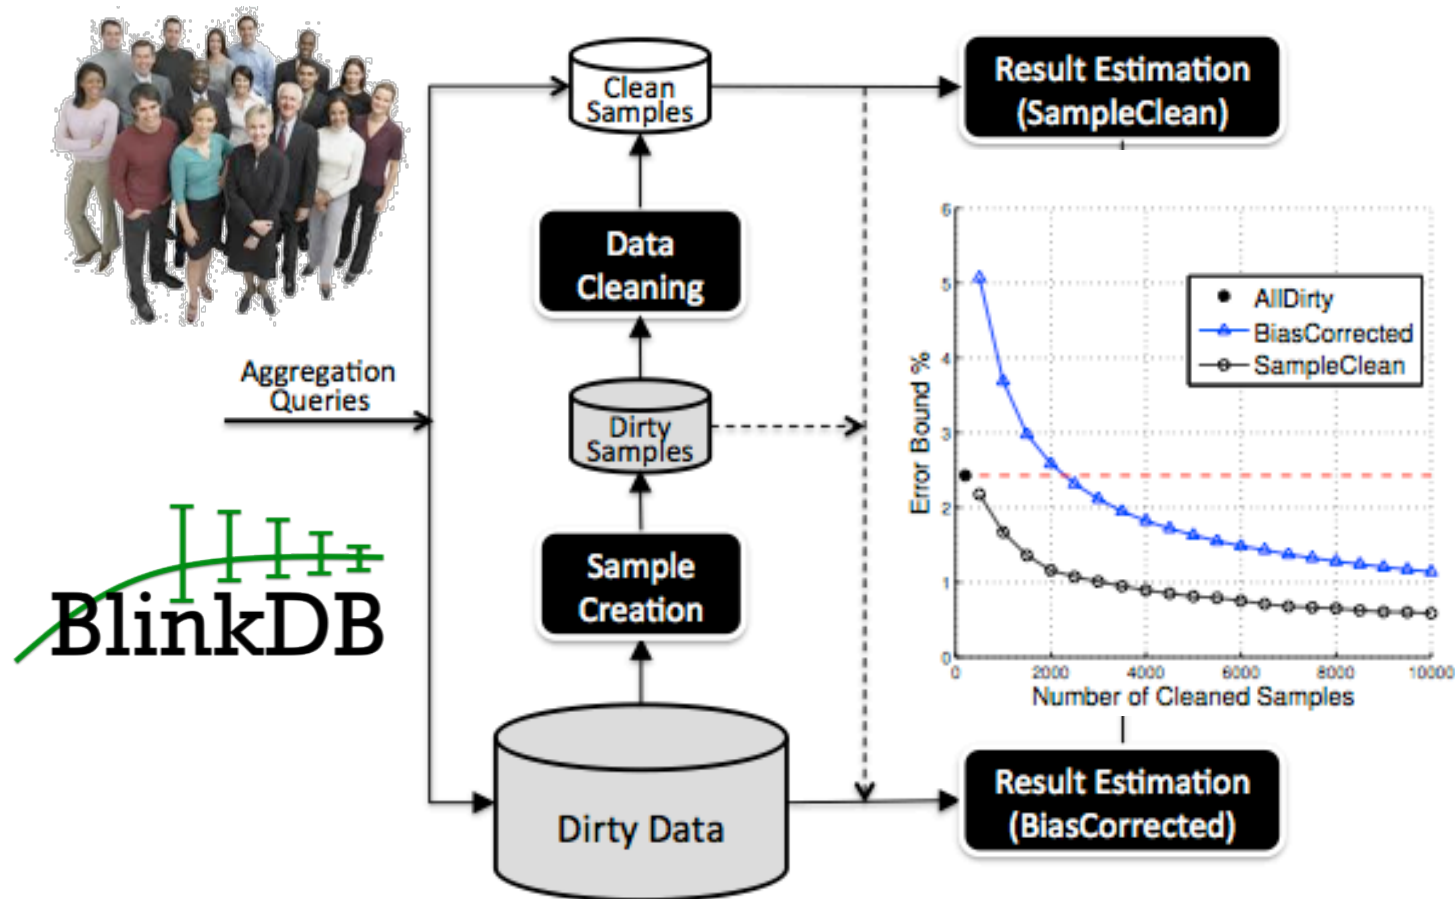 Clean
Samples
Result Estimation
(SampleClean)
Data
Cleaning
Aggregation
Queries
Dirty
Samples
BlinkDB
Sample
Creation
Dirty Data
6
5
4
3
2
1
0
Error Bound %
AllDirty
BiasCorrected
SampleClean
0 2000 4000 6000 8000 10000
Number of Cleaned Samples
Result Estimation
(BiasCorrected)